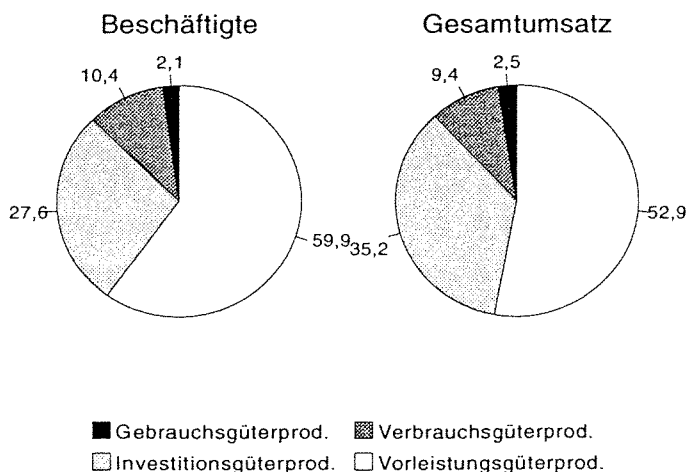 Beschäftigte Gesamtumsatz
10,4 2,1 9,4 2,5
27,6 59,9 35,2 52,9
Gebrauchsgüterprod. Verbrauchsgüterprod.
Investitionsgüterprod. Vorleistungsgüterprod.